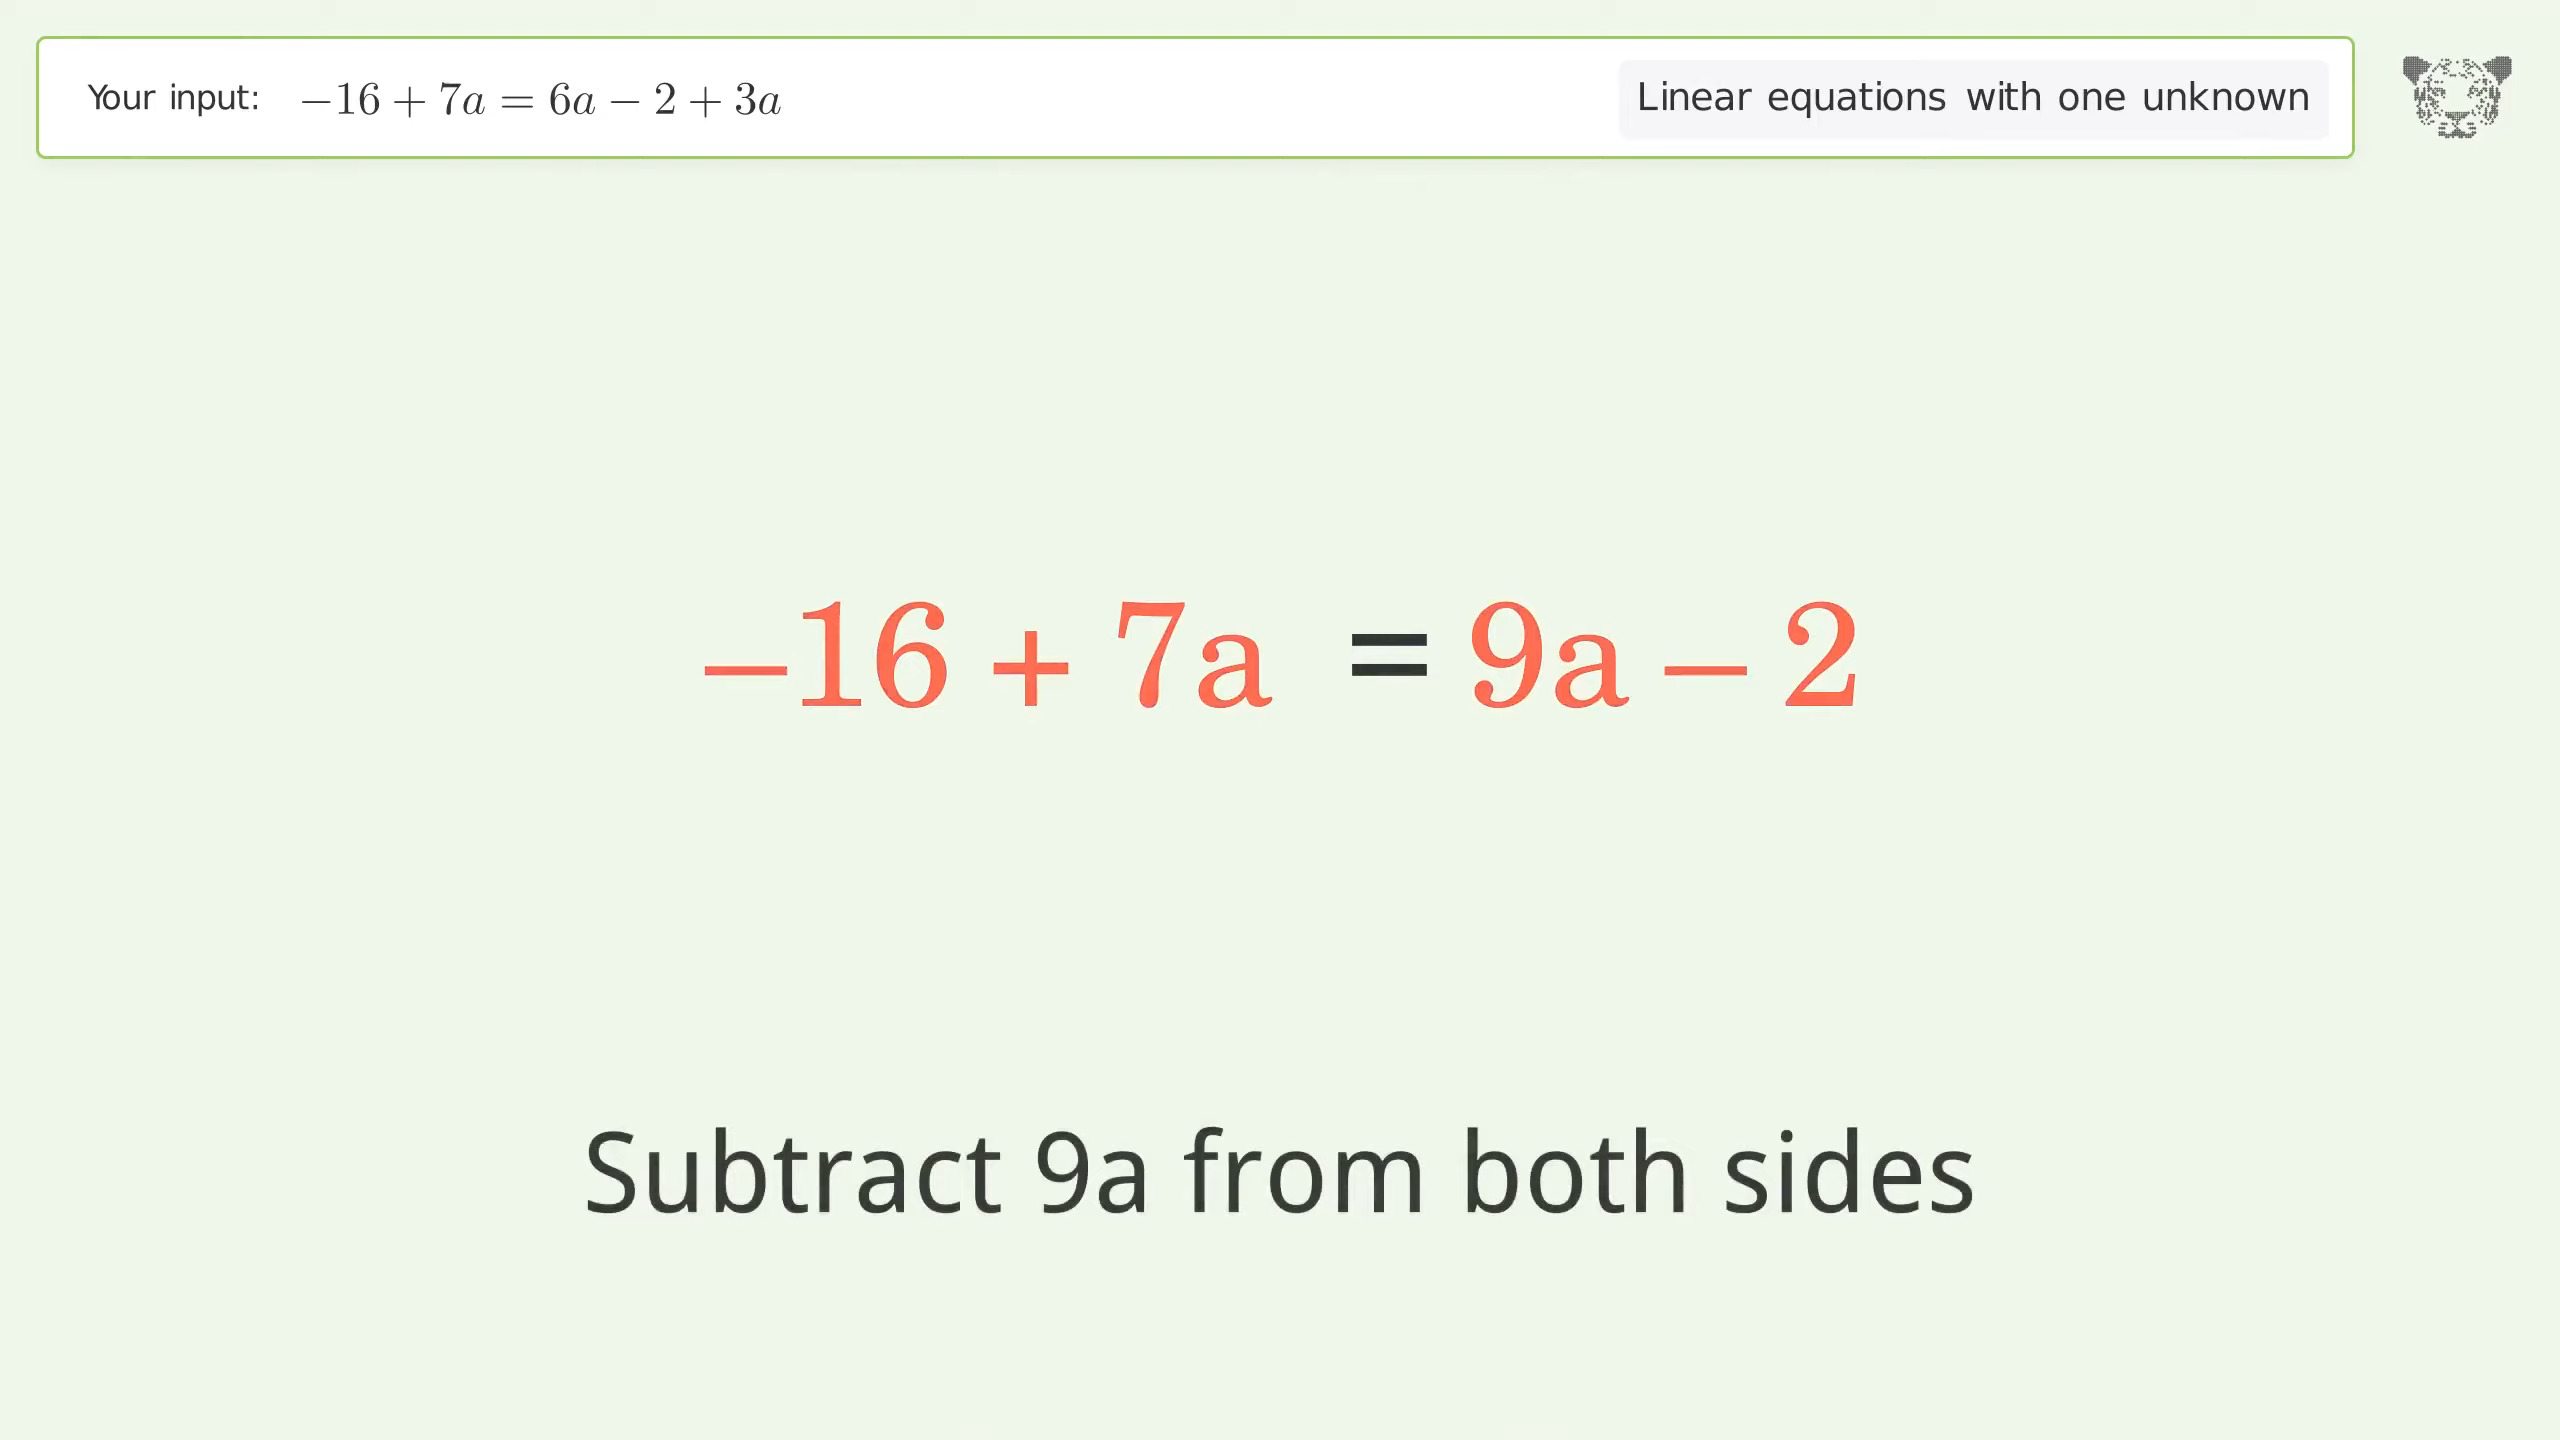 Your input: −16 + 7a = 6a − 2 + 3a
Linear equations with one unknown
−16 + 7a = 9a − 2
Subtract 9a from both sides